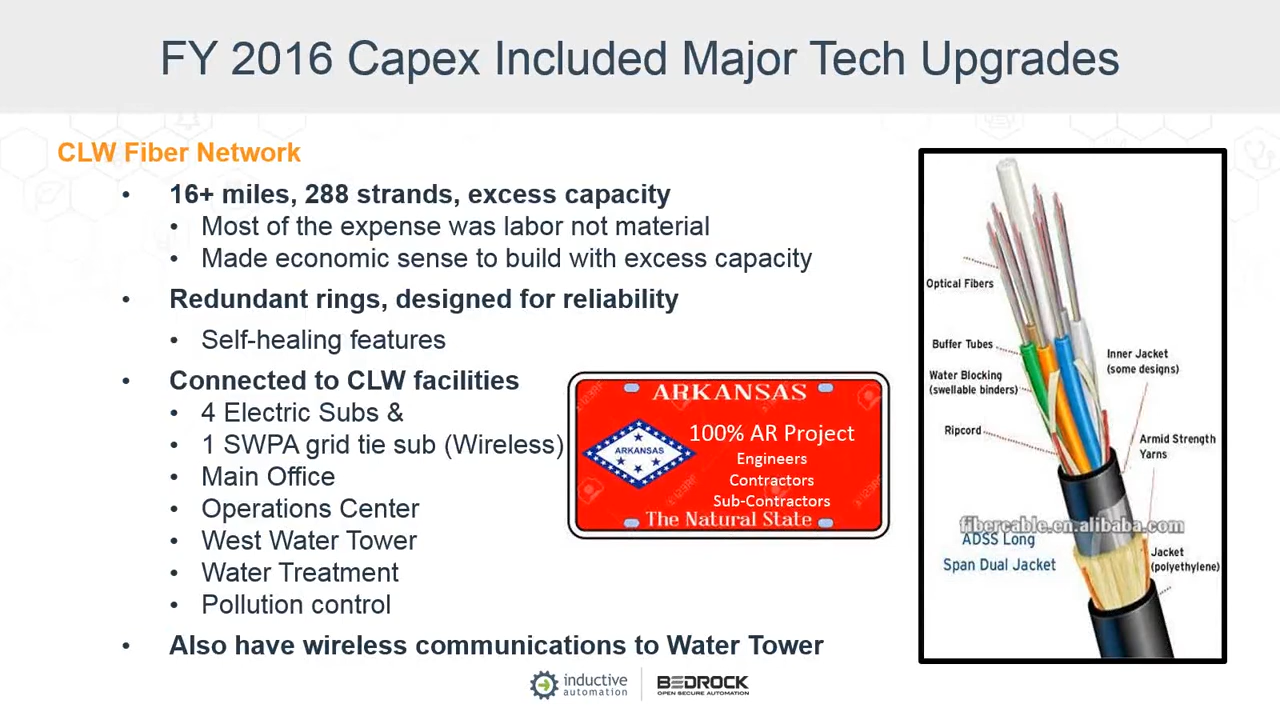 FY 2016 Capex Included Major Tech Upgrades
CLW Fiber Network
• 16+ miles, 288 strands, excess capacity
• Most of the expense was labor not material
• Made economic sense to build with excess capacity
• Redundant rings, designed for reliability
• Self-healing features
• Connected to CLW facilities
• 4 Electric Subs &
• 1 SWPA grid tie sub (Wireless)
• Main Office
• Operations Center
• West Water Tower
• Water Treatment
• Pollution control
• Also have wireless communications to Water Tower
ARKANSAS
ARKANSAS
100% AR Project
Engineers
Contractors
Sub-Contractors
The Natural State
Optical Fibers
Buffer Tubes
Water Blocking
(swellable binders)
Ripcord
Inner Jacket
(some designs)
Armid Strength
Yarns
fibercable.en.alibaba.com
ADSS Long
Span Dual Jacket
Jacket
(polyethylene)
inductive
automation
BEDROCK
OPEN SECURE AUTOMATION